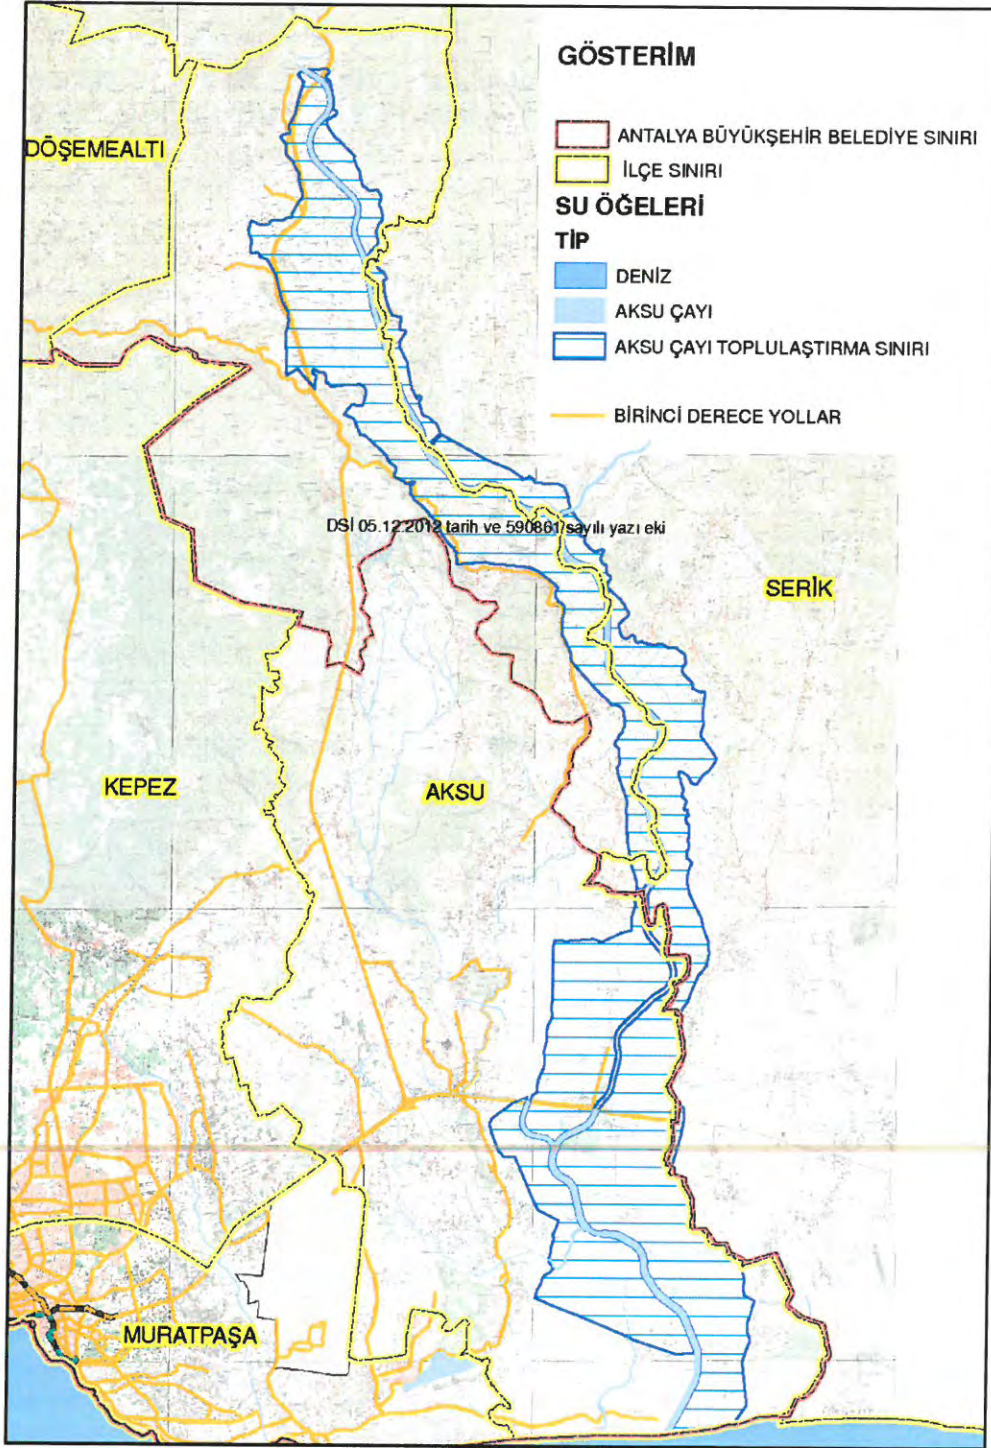 GÖSTERİM
ANTALYA BÜYÜKŞEHİR BELEDİYE SINIRI
İLÇE SINIRI
SU ÖĞELERİ
TİP
DENİZ
AKSU ÇAYI
AKSU ÇAYI TOPLULAŞTIRMA SINIRI
BİRİNCİ DERECE YOLLAR
DÖŞEMEALTI
DSİ 05.12.2012 tarih ve 590861 sayılı yazı eki
SERİK
KEPEZ
AKSU
MURATPAŞA